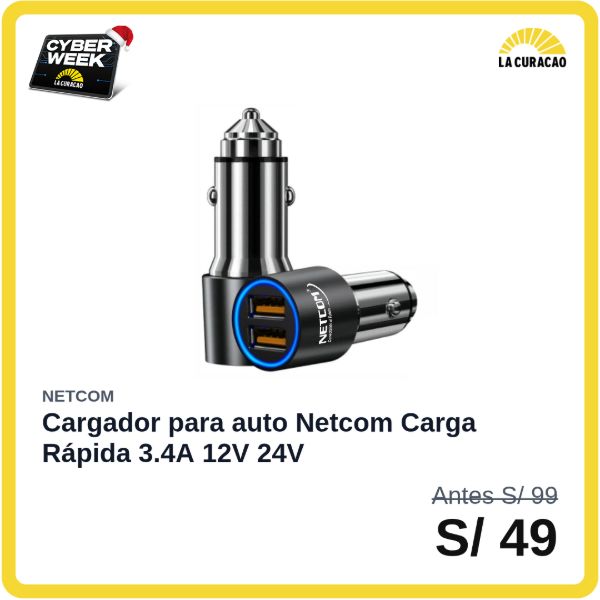 CYBER
WEEK
LA CURACAO
LA CURACAO
NETCOM
NETCOM
Cargador para auto Netcom Carga
Rápida 3.4A 12V 24V
Antes S/ 99
S/ 49